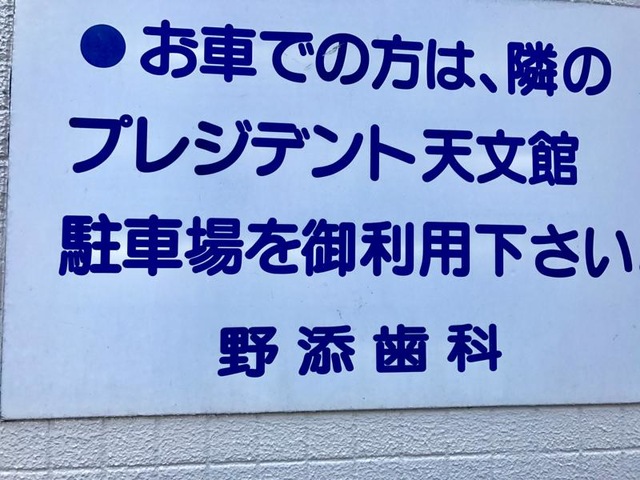 ●お車での方は、隣の
プレジデント天文館
駐車場を御利用下さい。
野添歯科